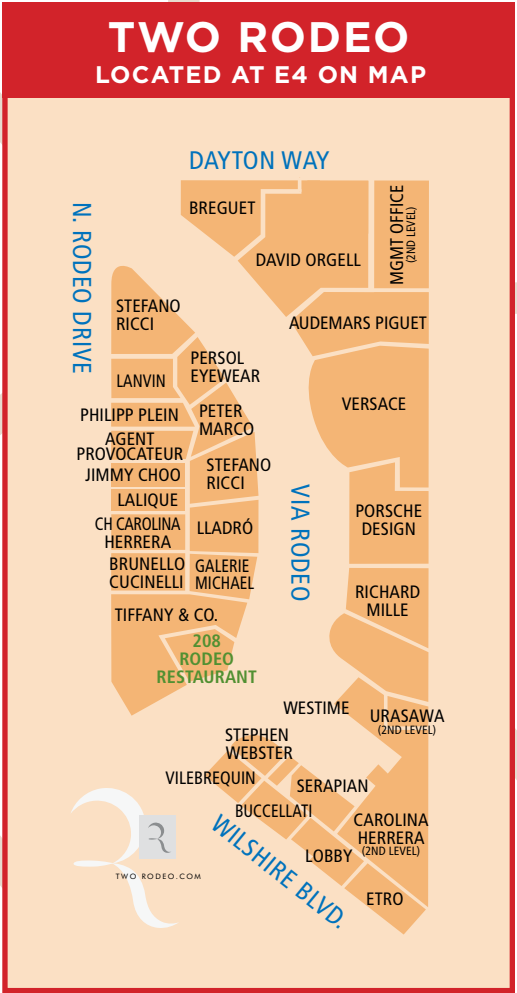 TWO RODEO
LOCATED AT E4 ON MAP
DAYTON WAY
N. RODEO DRIVE
BREGUET
DAVID ORGELL
MGMT OFFICE
(2ND LEVEL)
STEFANO
RICCI
AUDEMARS PIGUET
PERSOL
EYEWEAR
LANVIN
VERSACE
PHILIPP PLEIN
PETER
MARCO
AGENT
PROVOCATEUR
JIMMY CHOO
STEFANO
RICCI
LALIQUE
VIA RODEO
PORSCHE
DESIGN
CH CAROLINA
HERRERA
LLADRÓ
BRUNELLO
CUCINELLI
GALERIE
MICHAEL
RICHARD
MILLE
TIFFANY & CO.
208
RODEO
RESTAURANT
WESTIME
URASAWA
(2ND LEVEL)
STEPHEN
WEBSTER
VILEBREQUIN
SERAPIAN
BUCCELLATI
CAROLINA
HERRERA
(2ND LEVEL)
WILSHIRE BLVD.
LOBBY
ETRO
2R
TWO RODEO.COM